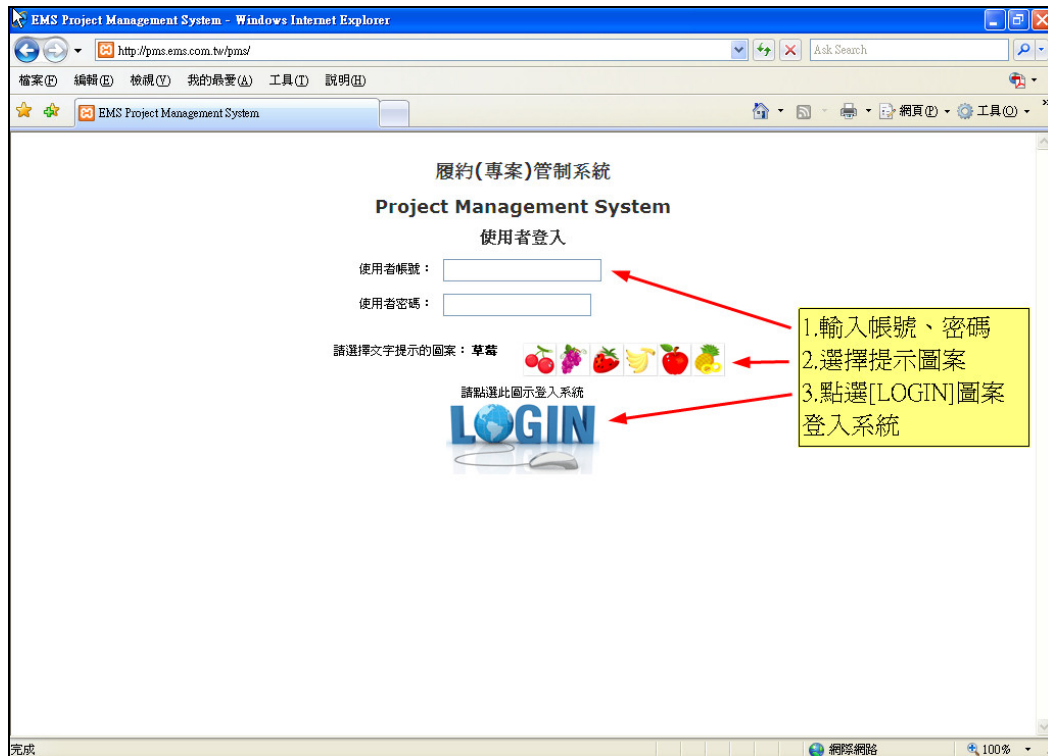 EMS Project Management System - Windows Internet Explorer
http://pms.ems.com.tw/pms/
Ask Search
檔案(F) 編輯(E) 檢視(V) 我的最愛(A) 工具(T) 說明(H)
EMS Project Management System
網頁(P) 工具(O)
履約(專案)管制系統
Project Management System
使用者登入
使用者帳號：
使用者密碼：
請選擇文字提示的圖案：草莓
請點選此圖示登入系統
LOGIN
1.輸入帳號、密碼
2.選擇提示圖案
3.點選[LOGIN]圖案
登入系統
完成
網際網路
100%